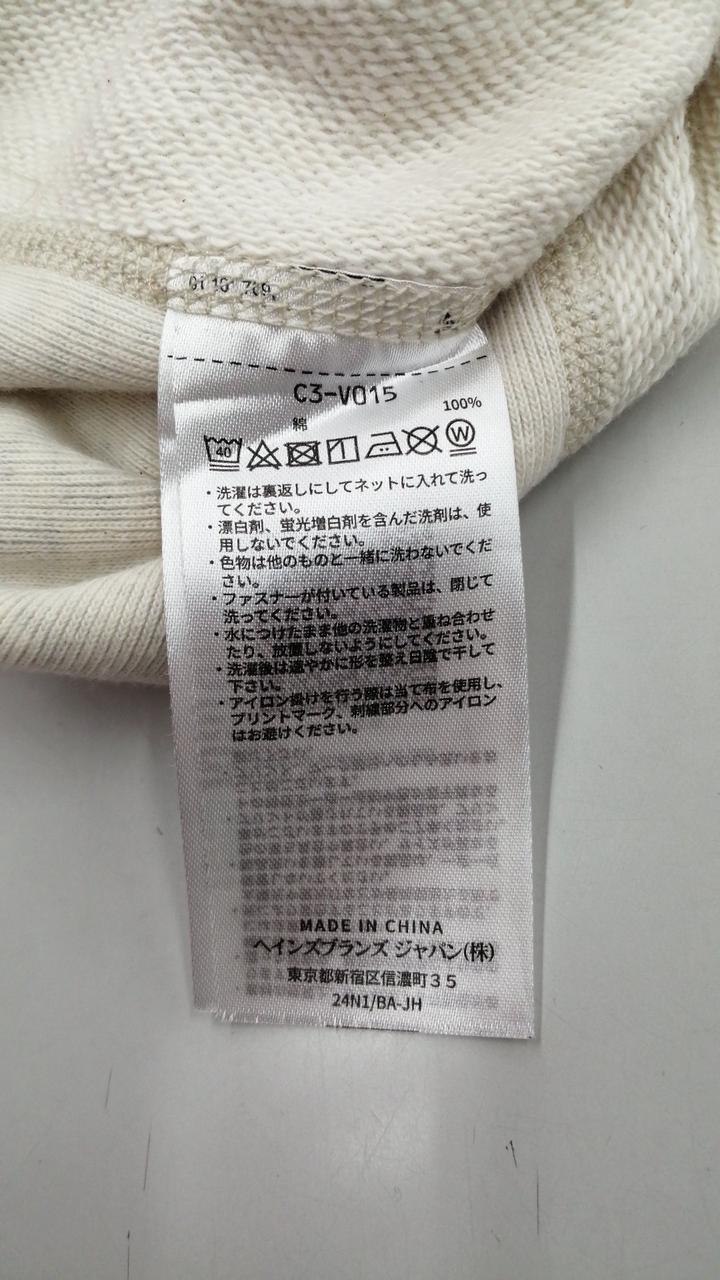 C3-V015
綿 100%
40 W
・洗濯は裏返しにしてネットに入れて洗っ
てください。
・漂白剤、蛍光増白剤を含んだ洗剤は、使
用しないでください。
・色物は他のものと一緒に洗わないでくだ
さい。
・ファスナーが付いている製品は、閉じて
洗ってください。
・水につけたまま他の洗濯物と重ね合わせ
たり、放置しないようにしてください。
・洗濯後は速やかに形を整え日陰で干して
下さい。
・アイロン掛けを行う際は当て布を使用し、
プリントマーク、刺繍部分へのアイロン
はお避けください。
MADE IN CHINA
ヘインズブランズ ジャパン(株)
東京都新宿区信濃町35
24N1/BA-JH